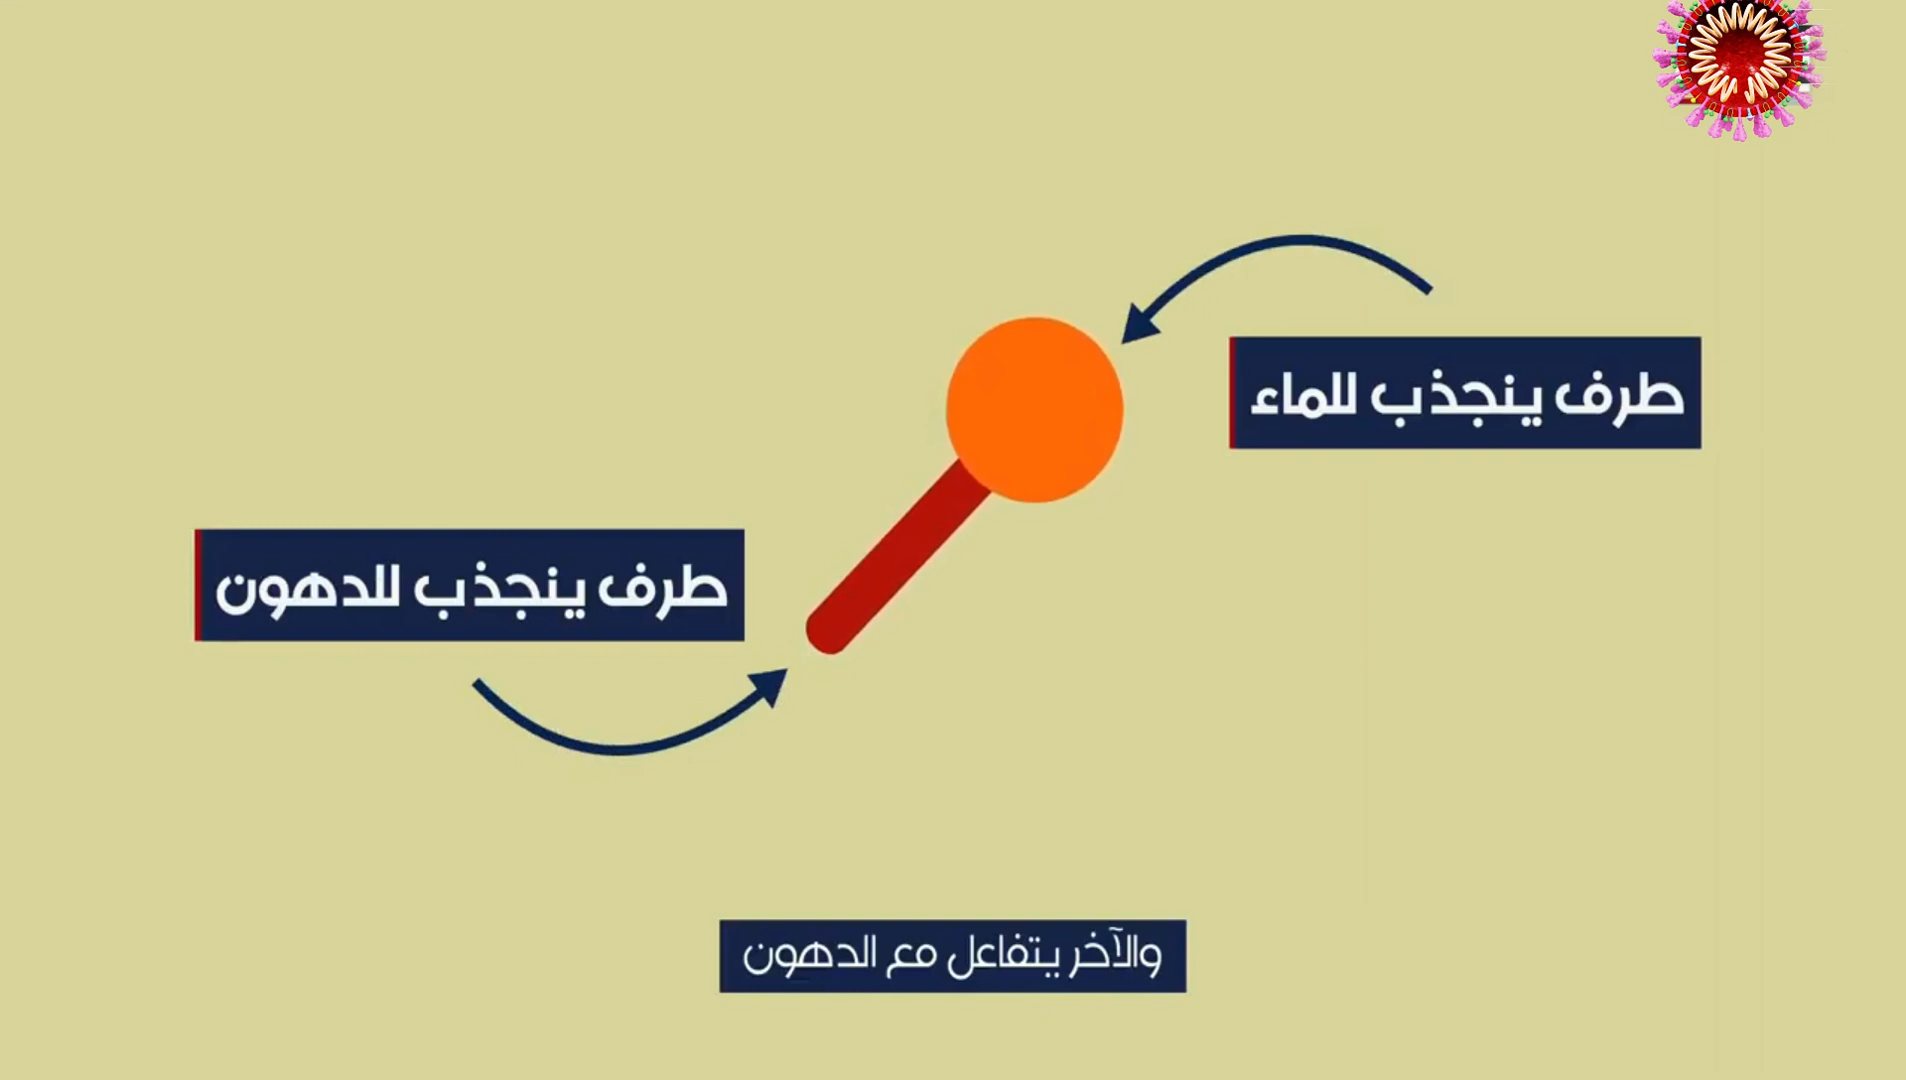 طرف ينجذب للماء
طرف ينجذب للدهون
والآخر يتفاعل مع الدهون